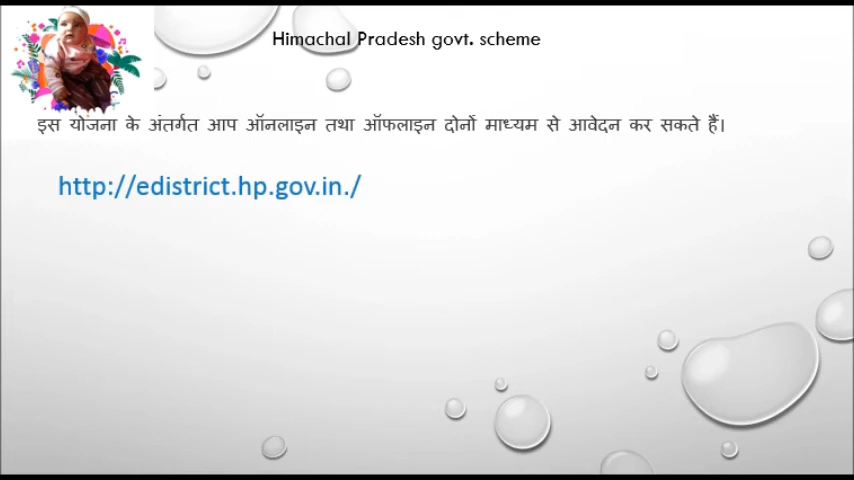 Himachal Pradesh govt. scheme
इस योजना के अंतर्गत आप ऑनलाइन तथा ऑफलाइन दोनों माध्यम से आवेदन कर सकते हैं।
http://edistrict.hp.gov.in./